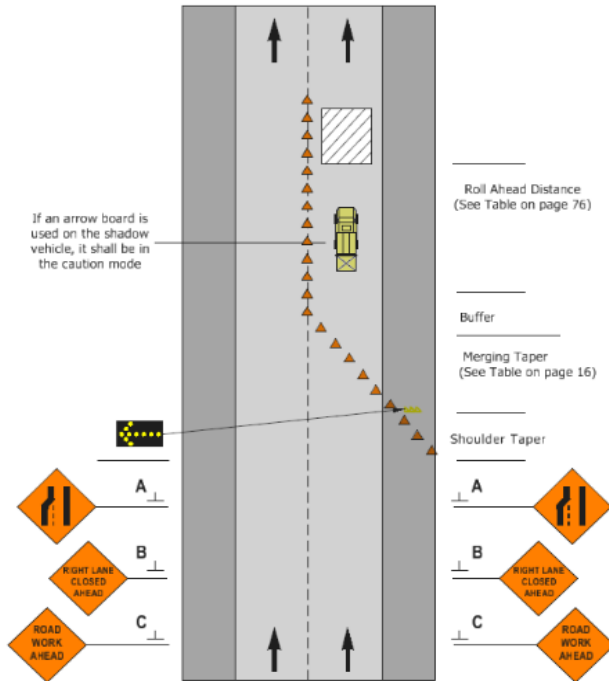 Roll Ahead Distance
(See Table on page 76)
If an arrow board is
used on the shadow
vehicle, it shall be in
the caution mode
Buffer
Merging Taper
(See Table on page 16)
Shoulder Taper
A
A
B
RIGHT LANE
CLOSED
AHEAD
B
RIGHT LANE
CLOSED
AHEAD
C
ROAD
WORK
AHEAD
C
ROAD
WORK
AHEAD